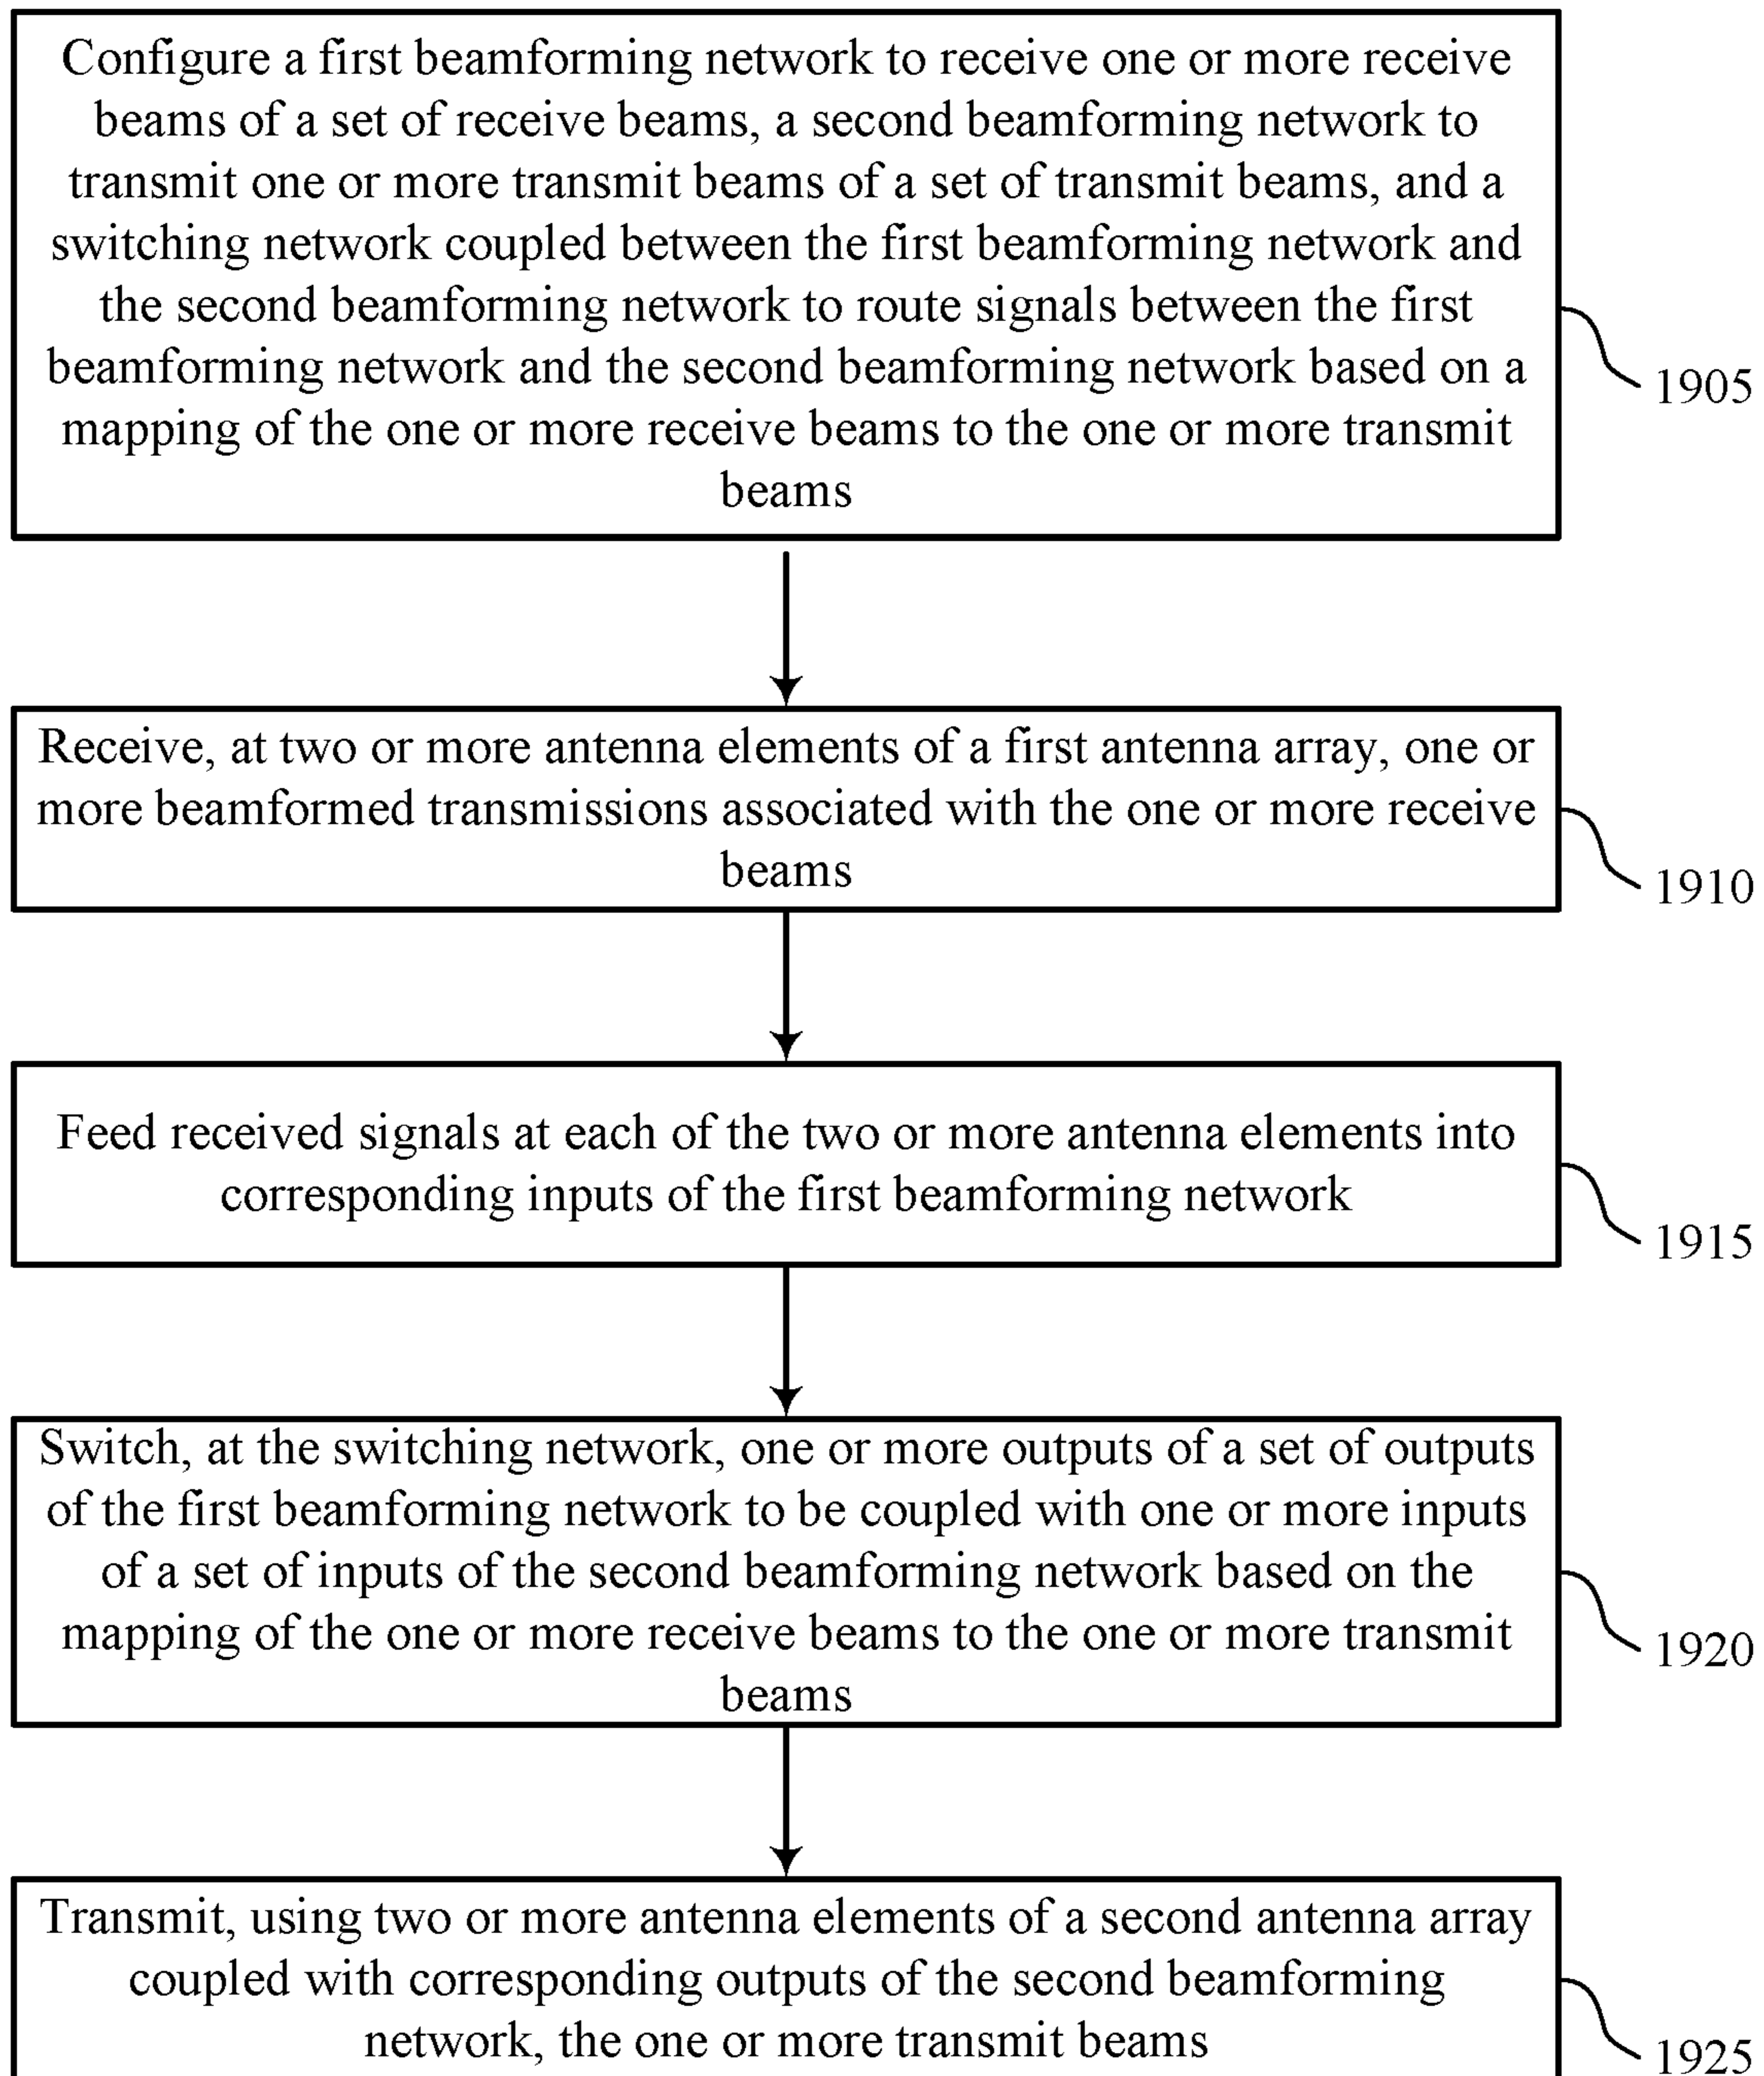 Configure a first beamforming network to receive one or more receive
beams of a set of receive beams, a second beamforming network to
transmit one or more transmit beams of a set of transmit beams, and a
switching network coupled between the first beamforming network and
the second beamforming network to route signals between the first
beamforming network and the second beamforming network based on a
mapping of the one or more receive beams to the one or more transmit
beams
1905
Receive, at two or more antenna elements of a first antenna array, one or
more beamformed transmissions associated with the one or more receive
beams
1910
Feed received signals at each of the two or more antenna elements into
corresponding inputs of the first beamforming network
1915
Switch, at the switching network, one or more outputs of a set of outputs
of the first beamforming network to be coupled with one or more inputs
of a set of inputs of the second beamforming network based on the
mapping of the one or more receive beams to the one or more transmit
beams
1920
Transmit, using two or more antenna elements of a second antenna array
coupled with corresponding outputs of the second beamforming
network, the one or more transmit beams
1925